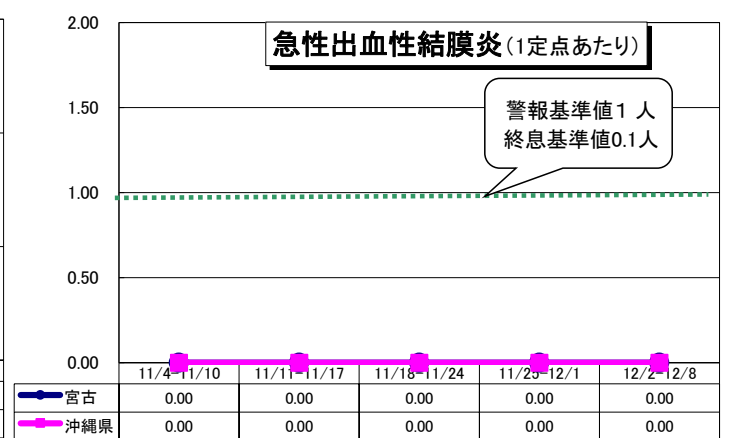 急性出血性結膜炎(1定点あたり)
警報基準値1 人
終息基準値0.1人
2.00
1.50
1.00
0.50
0.00
11/4-11/10 11/11-11/17 11/18-11/24 11/25-12/1 12/2-12/8
宮古 0.00 0.00 0.00 0.00 0.00
沖縄県 0.00 0.00 0.00 0.00 0.00